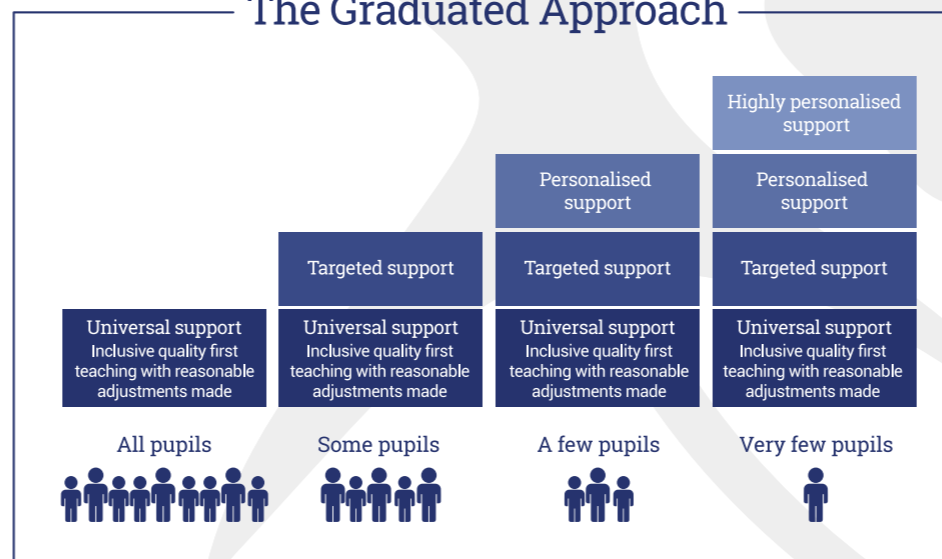 The Graduated Approach
Highly personalised
support
Personalised
support
Personalised
support
Targeted support
Targeted support
Targeted support
Universal support
Inclusive quality first
teaching with reasonable
adjustments made
Universal support
Inclusive quality first
teaching with reasonable
adjustments made
Universal support
Inclusive quality first
teaching with reasonable
adjustments made
Universal support
Inclusive quality first
teaching with reasonable
adjustments made
All pupils
Some pupils
A few pupils
Very few pupils